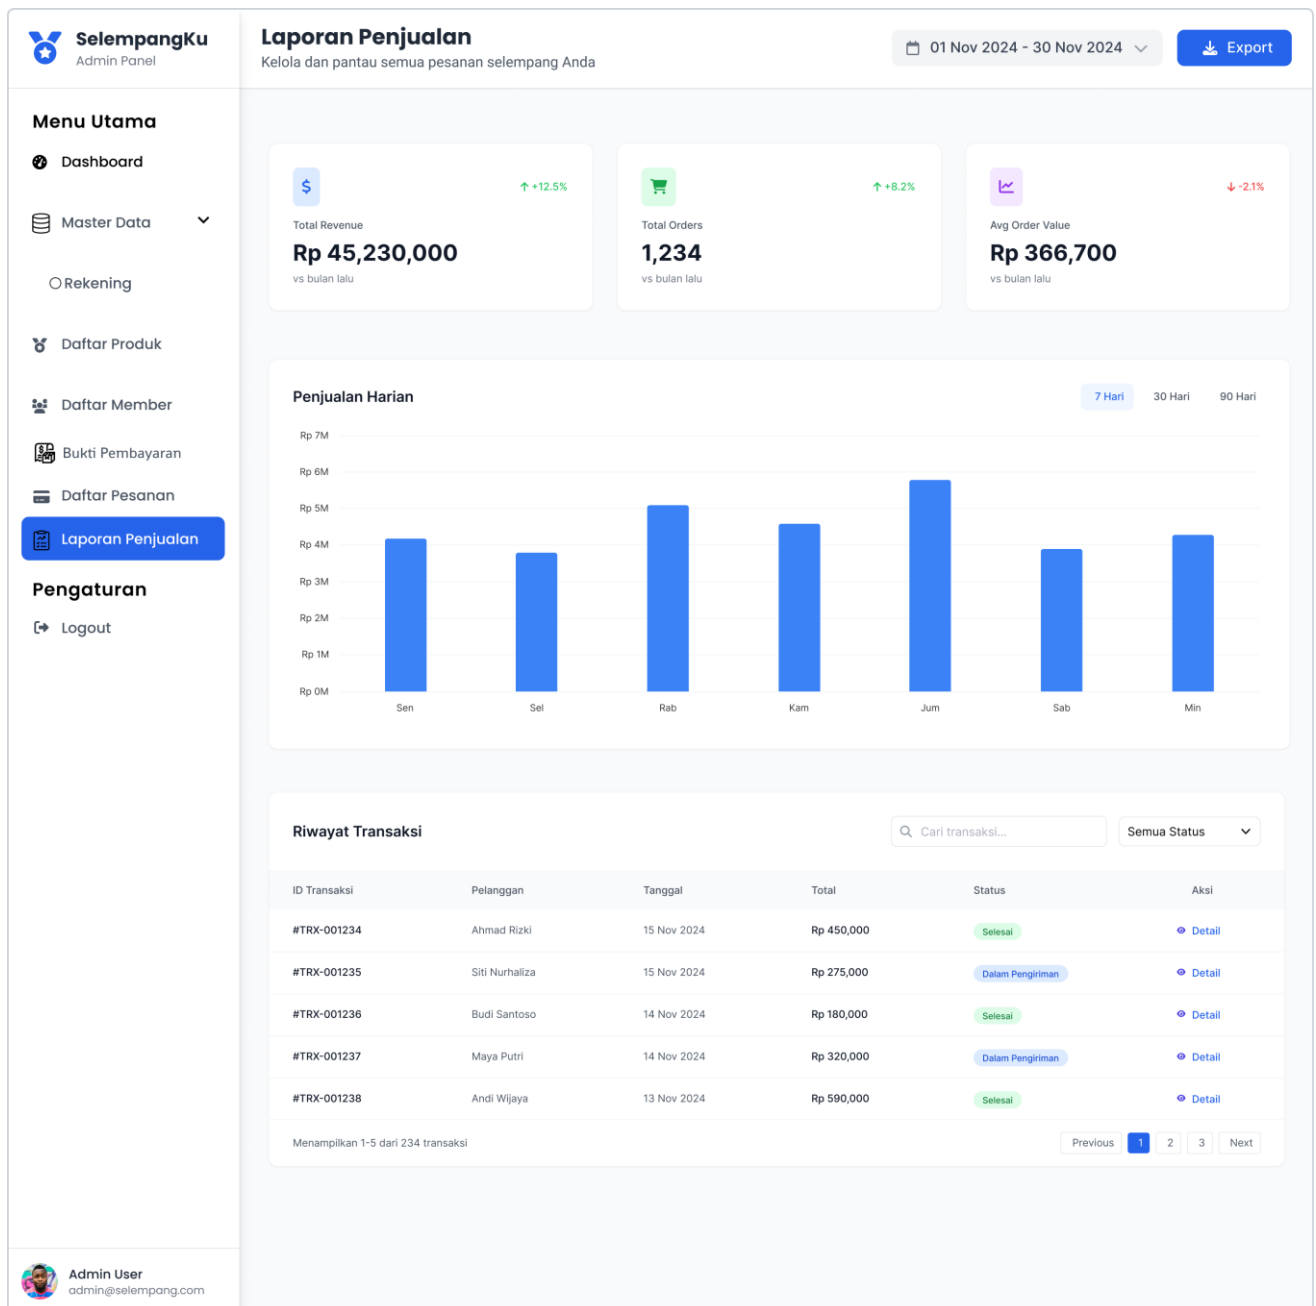 SelempangKu
Admin Panel
Laporan Penjualan
Kelola dan pantau semua pesanan selempang Anda
01 Nov 2024 - 30 Nov 2024
Export
Menu Utama
Dashboard
Master Data
Rekening
Daftar Produk
Daftar Member
Bukti Pembayaran
Daftar Pesanan
Laporan Penjualan
Pengaturan
Logout
$
+12.5%
Total Revenue
Rp 45,230,000
vs bulan lalu
+8.2%
Total Orders
1,234
vs bulan lalu
-2.1%
Avg Order Value
Rp 366,700
vs bulan lalu
Penjualan Harian
7 Hari 30 Hari 90 Hari
Rp 7M
Rp 6M
Rp 5M
Rp 4M
Rp 3M
Rp 2M
Rp 1M
Rp 0M
Sen Sel Rab Kam Jum Sab Min
Riwayat Transaksi
Cari transaksi...
Semua Status
ID Transaksi Pelanggan Tanggal Total Status Aksi
#TRX-001234 Ahmad Rizki 15 Nov 2024 Rp 450,000 Selesai Detail
#TRX-001235 Siti Nurhaliza 15 Nov 2024 Rp 275,000 Dalam Pengiriman Detail
#TRX-001236 Budi Santoso 14 Nov 2024 Rp 180,000 Selesai Detail
#TRX-001237 Maya Putri 14 Nov 2024 Rp 320,000 Dalam Pengiriman Detail
#TRX-001238 Andi Wijaya 13 Nov 2024 Rp 590,000 Selesai Detail
Menampilkan 1-5 dari 234 transaksi
Previous 1 2 3 Next
Admin User
admin@selempang.com